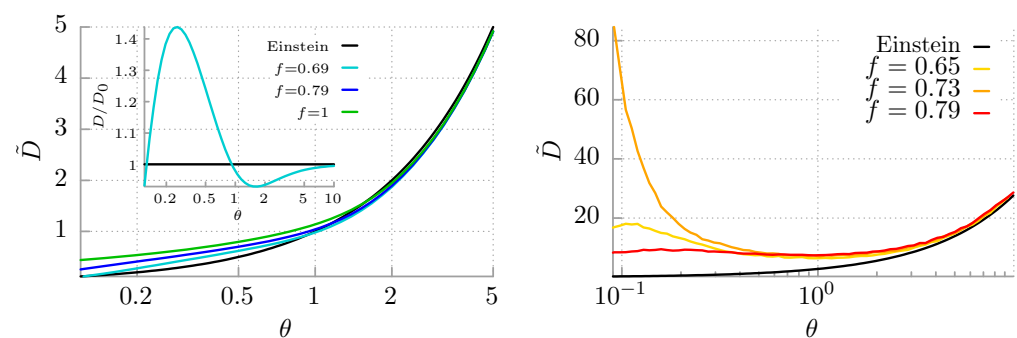 5
4
3
2
1
D̃
0.2
0.5
1
2
5
θ
1.4
1.3
1.2
1.1
1
D/D₀
0.2
0.5
1
2
5
10
θ
Einstein
f=0.69
f=0.79
f=1
80
60
40
20
D̃
10⁻¹
10⁰
θ
Einstein
f = 0.65
f = 0.73
f = 0.79